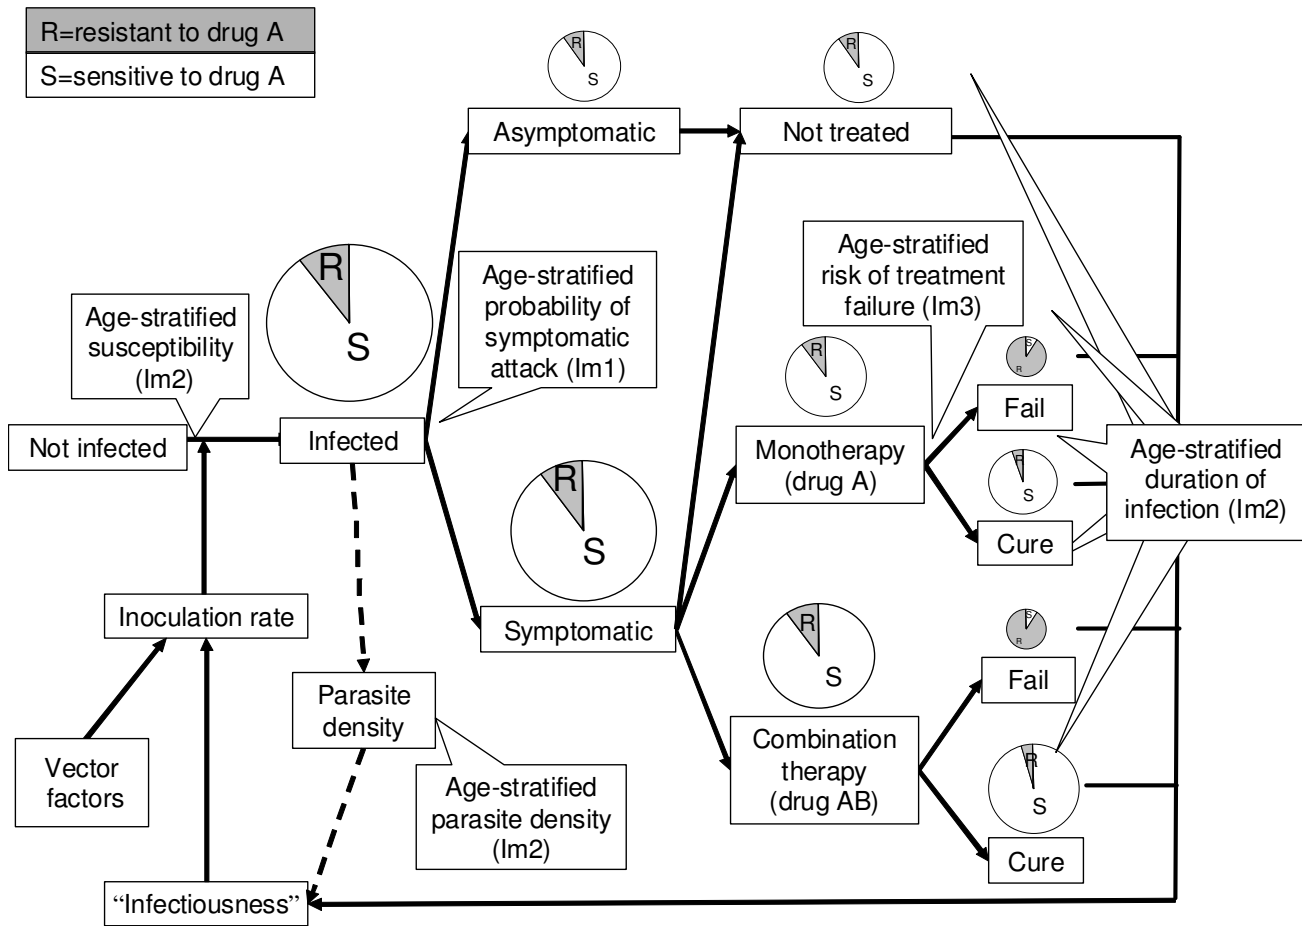 R=resistant to drug A
S=sensitive to drug A
R
S
Asymptomatic
R
S
Not treated
Age-stratified
susceptibility
(Im2)
R
S
Age-stratified
probability of
symptomatic
attack (Im1)
Age-stratified
risk of treatment
failure (Im3)
Not infected
Infected
R
S
Symptomatic
R
S
Monotherapy
(drug A)
S
R
Fail
R
S
Cure
Age-stratified
duration of
infection (Im2)
Inoculation rate
Vector
factors
Parasite
density
Age-stratified
parasite density
(Im2)
R
S
Combination
therapy
(drug AB)
S
R
Fail
R
S
Cure
“Infectiousness”